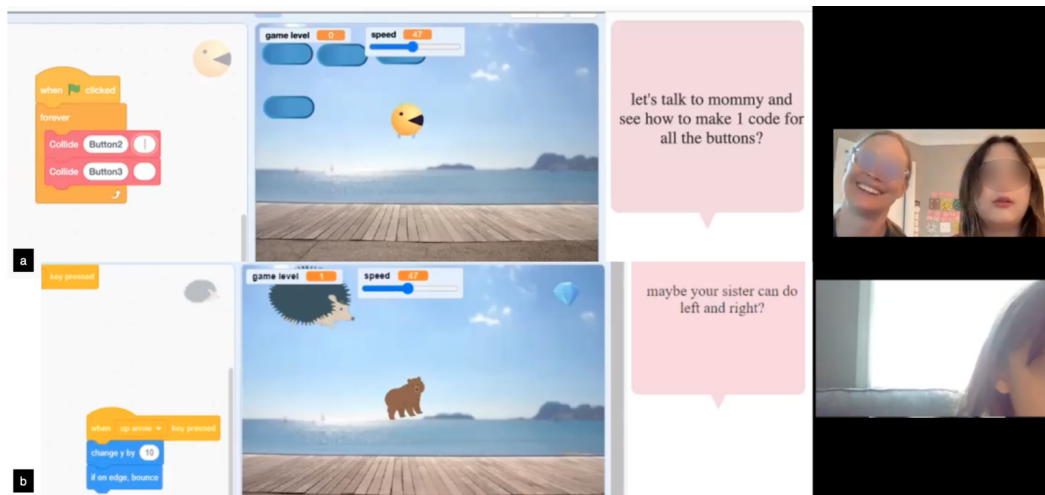 game level 0 speed 47
when clicked
forever
Collide Button2
Collide Button3
let's talk to mommy and
see how to make 1 code for
all the buttons?
a
key pressed
game level 1 speed 47
when up arrow key pressed
change y by 10
if on edge, bounce
maybe your sister can do
left and right?
b